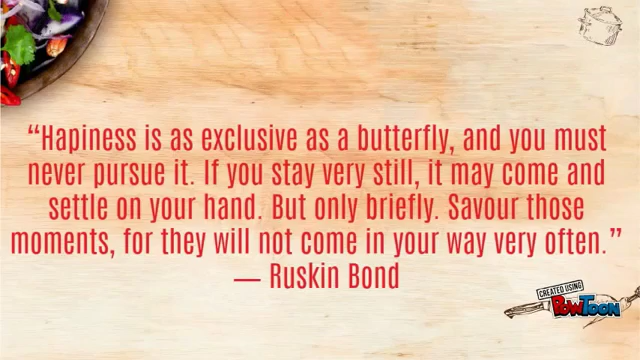 “Hapiness is as exclusive as a butterfly, and you must
never pursue it. If you stay very still, it may come and
settle on your hand. But only briefly. Savour those
moments, for they will not come in your way very often.”
― Ruskin Bond
CREATED USING
POWTOON